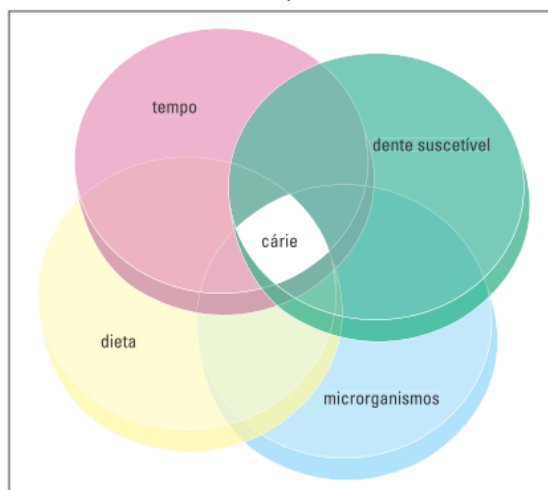 tempo
dente suscetível
cárie
dieta
microrganismos